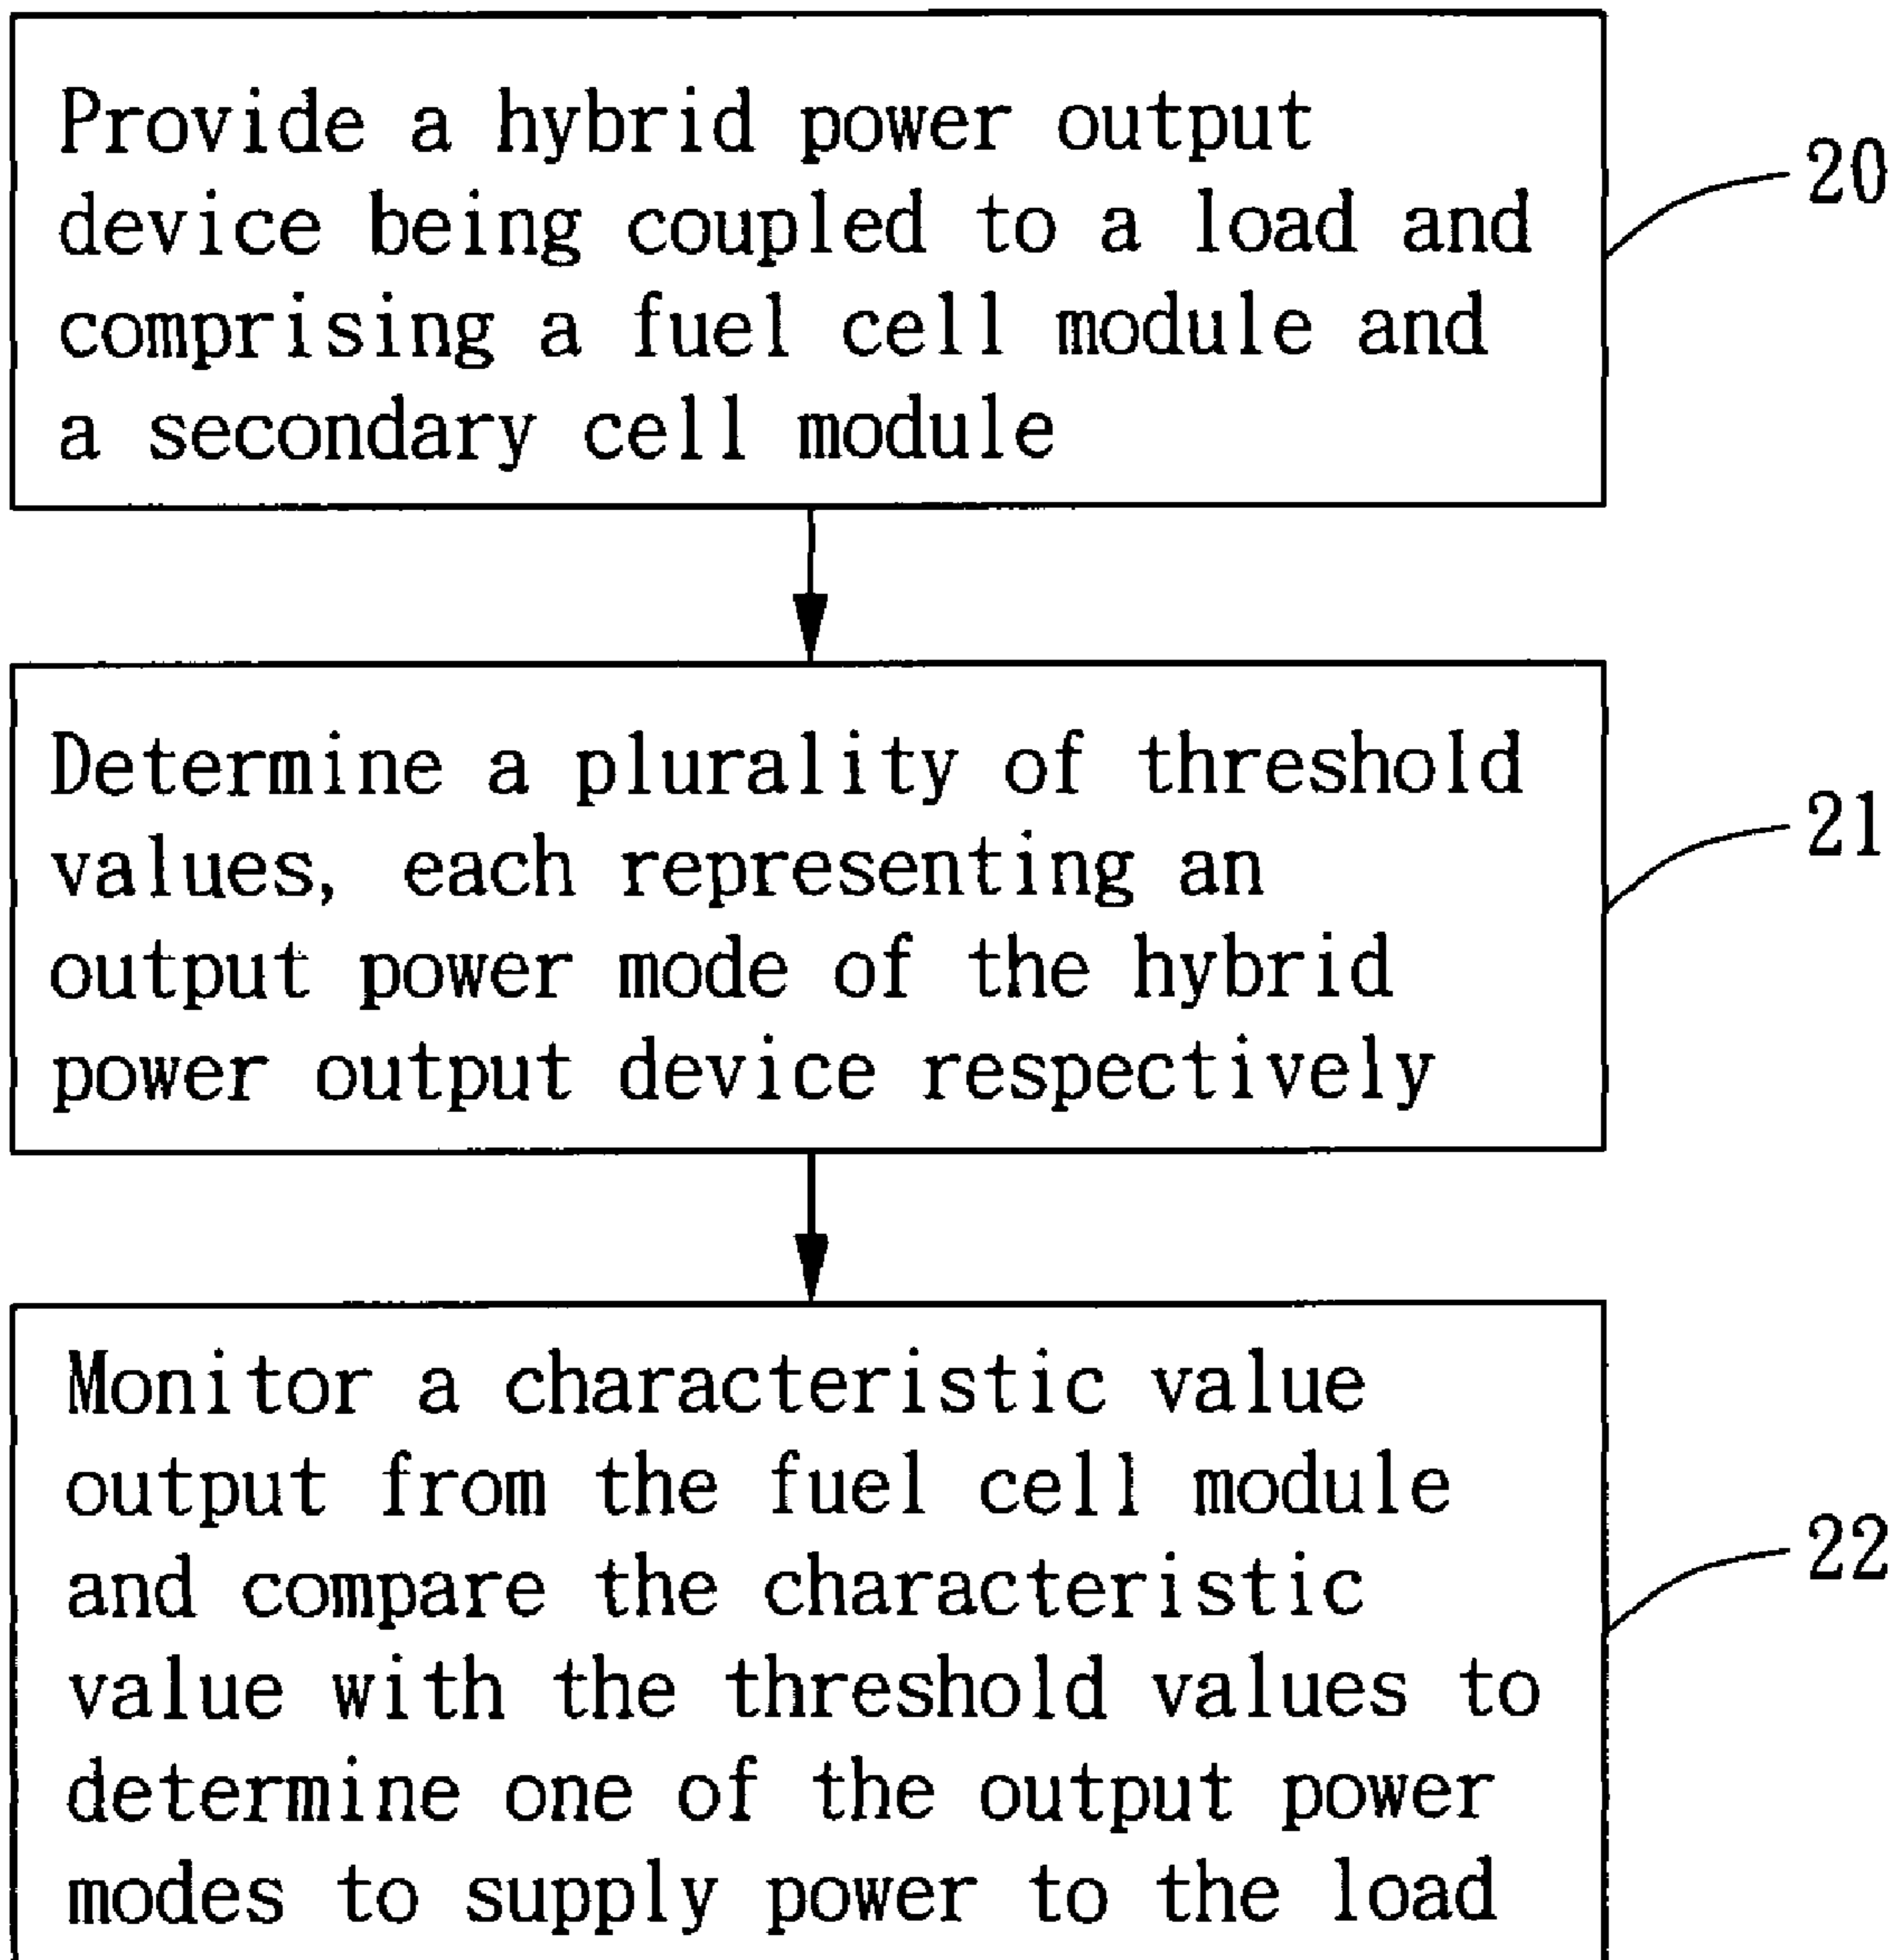 Provide a hybrid power output
device being coupled to a load and
comprising a fuel cell module and
a secondary cell module
20
Determine a plurality of threshold
values, each representing an
output power mode of the hybrid
power output device respectively
21
Monitor a characteristic value
output from the fuel cell module
and compare the characteristic
value with the threshold values to
determine one of the output power
modes to supply power to the load
22